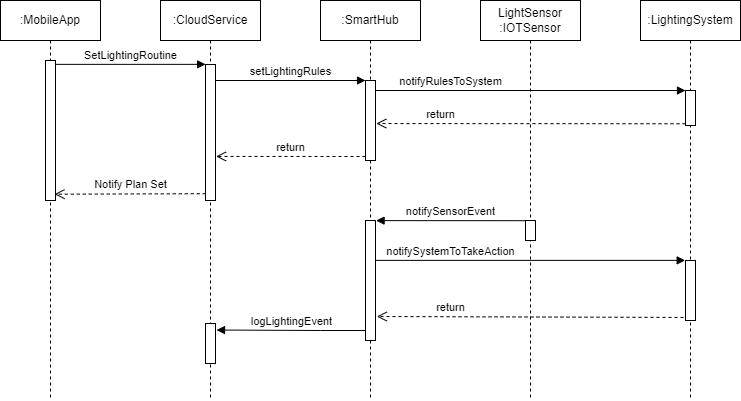 :MobileApp
:CloudService
:SmartHub
LightSensor
:IOTSensor
:LightingSystem
SetLightingRoutine
setLightingRules
notifyRulesToSystem
return
return
Notify Plan Set
notifySensorEvent
notifySystemToTakeAction
return
logLightingEvent